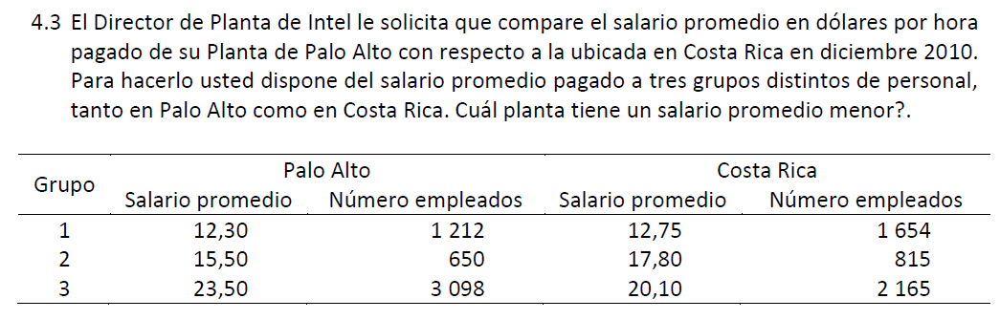 4.3 El Director de Planta de Intel le solicita que compare el salario promedio en dólares por hora
pagado de su Planta de Palo Alto con respecto a la ubicada en Costa Rica en diciembre 2010.
Para hacerlo usted dispone del salario promedio pagado a tres grupos distintos de personal,
tanto en Palo Alto como en Costa Rica. Cuál planta tiene un salario promedio menor?.
Grupo Palo Alto Costa Rica
Salario promedio Número empleados Salario promedio Número empleados
1 12,30 1 212 12,75 1 654
2 15,50 650 17,80 815
3 23,50 3 098 20,10 2 165